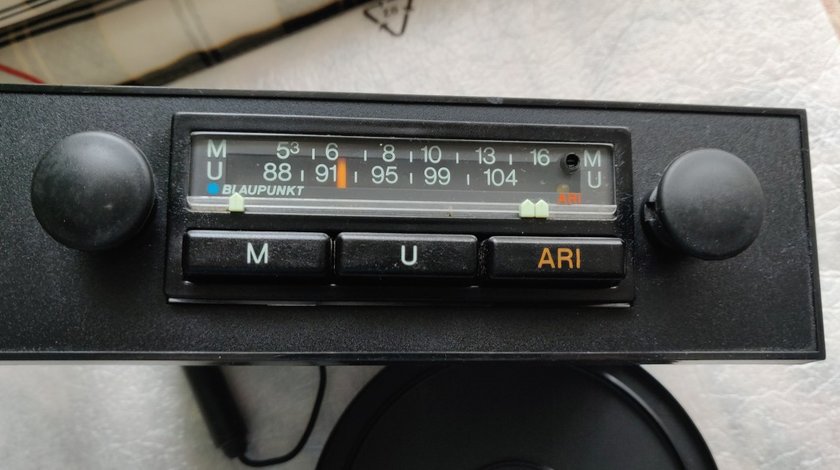 M 5³ 6 8 10 13 16 M
U 88 91 95 99 104 U
BLAUPUNKT ARI
M U ARI